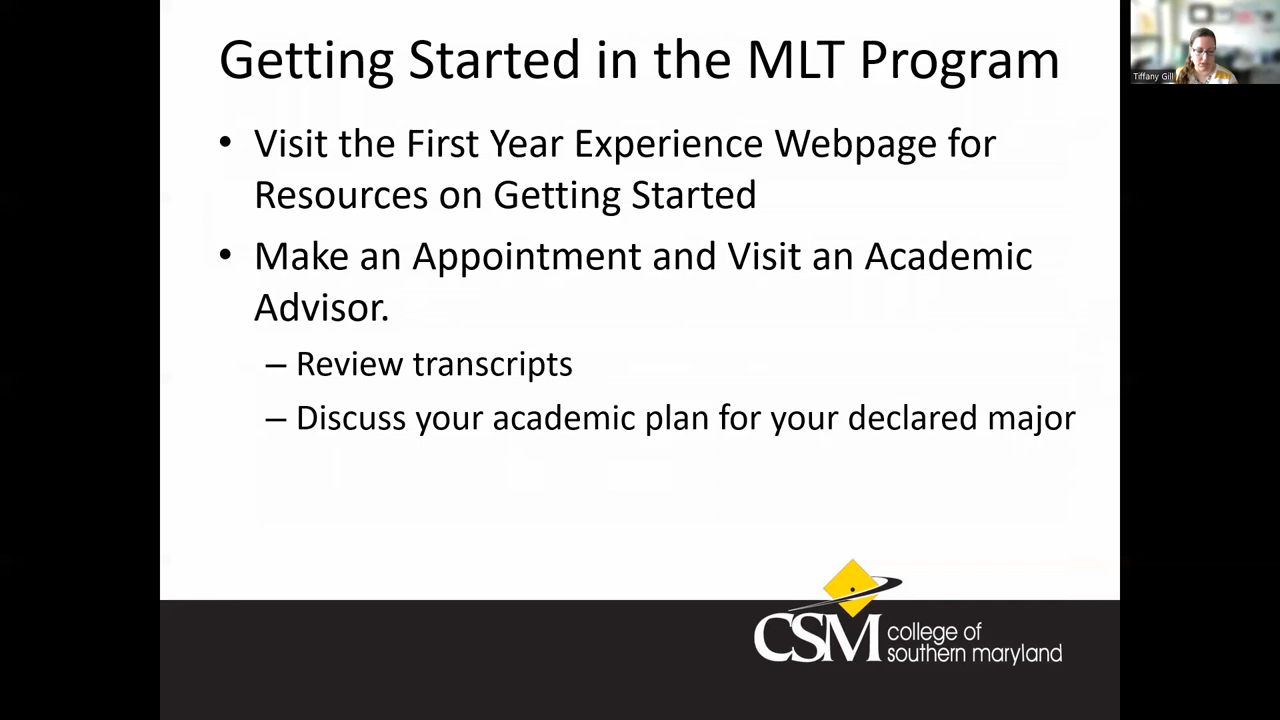 Getting Started in the MLT Program
• Visit the First Year Experience Webpage for
Resources on Getting Started
• Make an Appointment and Visit an Academic
Advisor.
– Review transcripts
– Discuss your academic plan for your declared major
CSM college of
southern maryland
Tiffany Gill